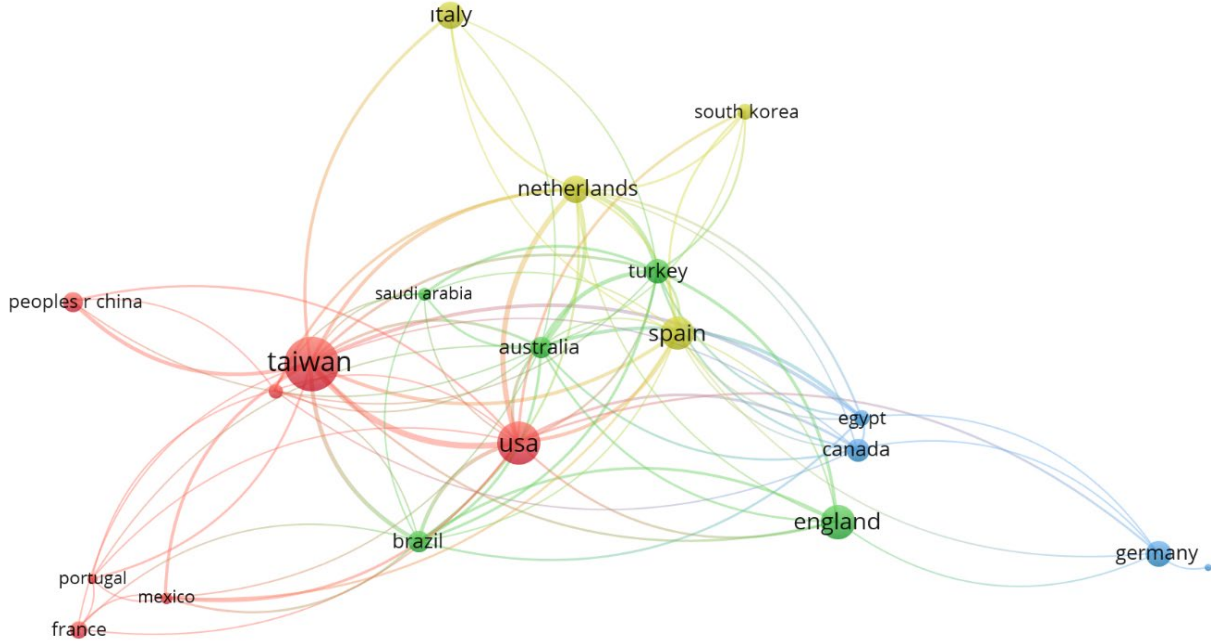 italy
south korea
netherlands
turkey
saudi arabia
peoples r china
spain
australia
taiwan
egypt
usa
canada
england
brazil
germany
portugal
mexico
france